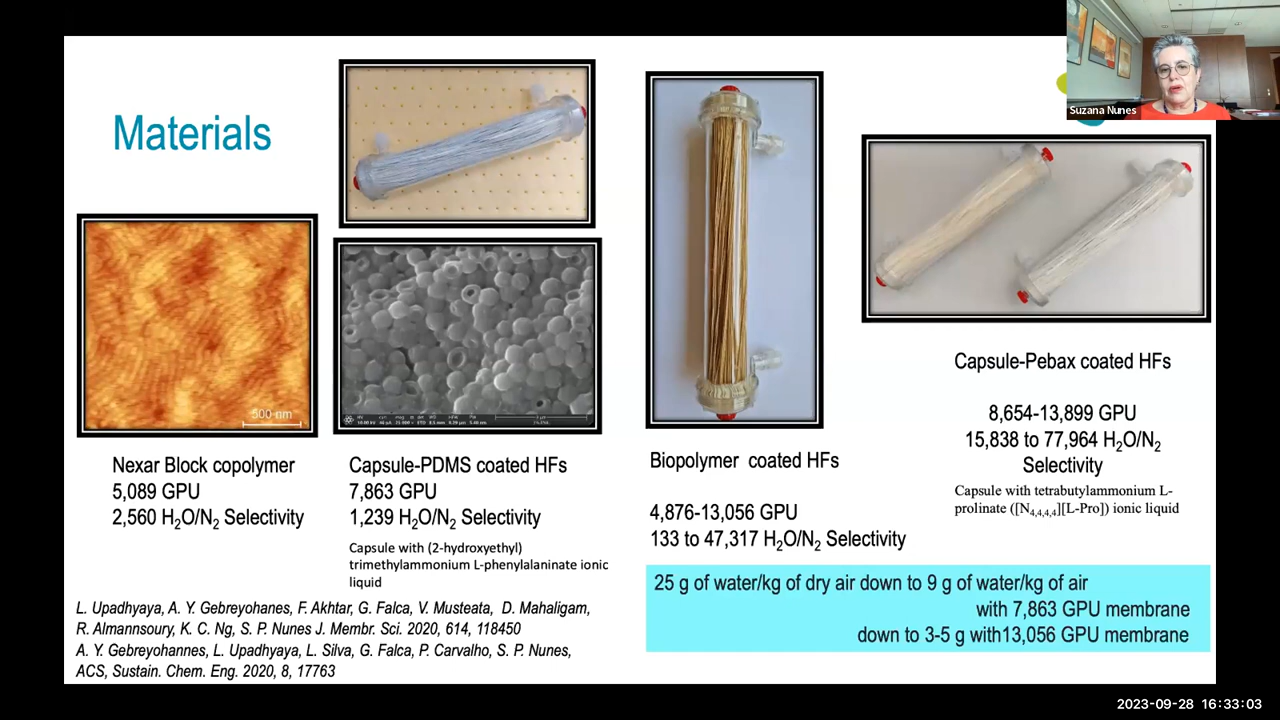 Suzana Nunes
Materials
500 nm
Nexar Block copolymer
5,089 GPU
2,560 H₂O/N₂ Selectivity
Capsule-PDMS coated HFs
7,863 GPU
1,239 H₂O/N₂ Selectivity
Capsule with (2-hydroxyethyl)
trimethylammonium L-phenylalaninate ionic
liquid
Biopolymer coated HFs
4,876-13,056 GPU
133 to 47,317 H₂O/N₂ Selectivity
Capsule-Pebax coated HFs
8,654-13,899 GPU
15,838 to 77,964 H₂O/N₂
Selectivity
Capsule with tetrabutylammonium L-
prolinate ([N₄,₄,₄,₄][L-Pro]) ionic liquid
25 g of water/kg of dry air down to 9 g of water/kg of air
with 7,863 GPU membrane
down to 3-5 g with13,056 GPU membrane
L. Upadhyaya, A. Y. Gebreyohanes, F. Akhtar, G. Falca, V. Musteata, D. Mahaligam,
R. Almannsoury, K. C. Ng, S. P. Nunes J. Membr. Sci. 2020, 614, 118450
A. Y. Gebreyohannes, L. Upadhyaya, L. Silva, G. Falca, P. Carvalho, S. P. Nunes,
ACS, Sustain. Chem. Eng. 2020, 8, 17763
2023-09-28 16:33:03